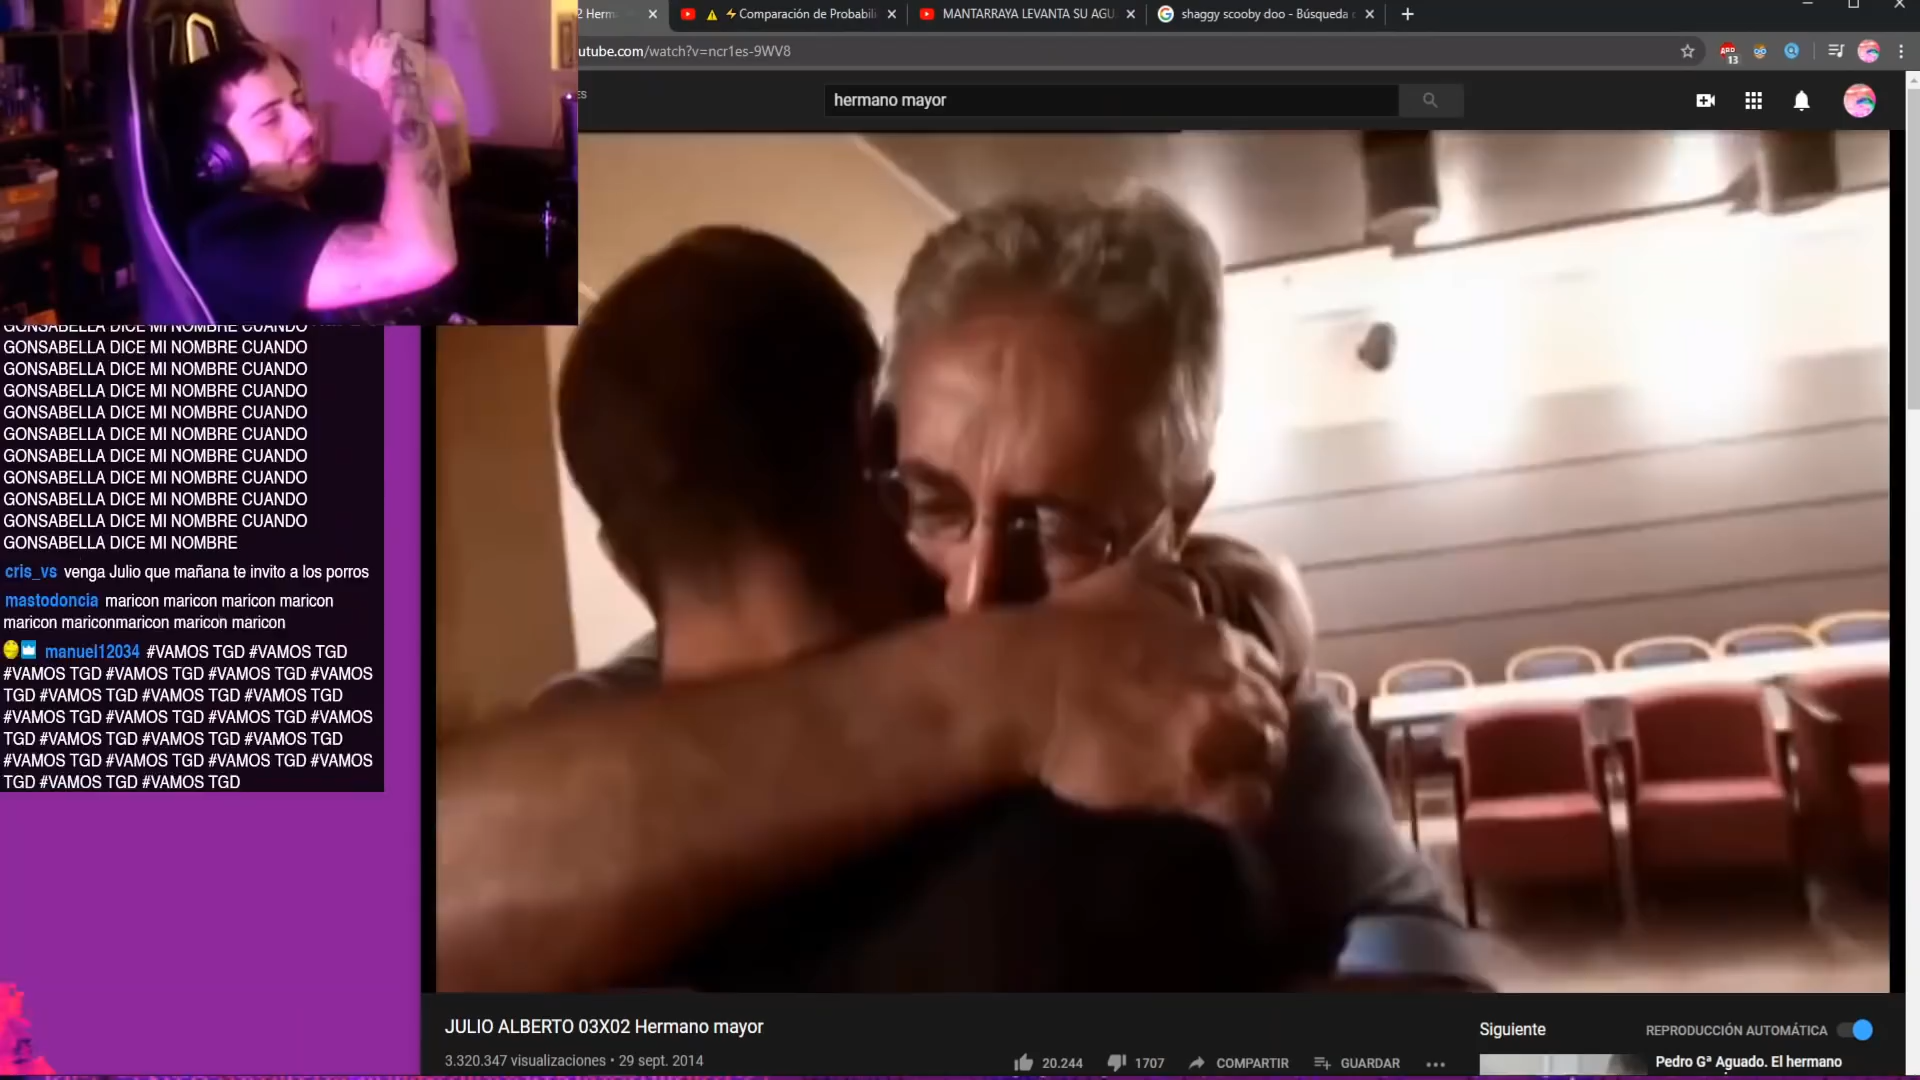 2 Herm
⚡Comparación de Probabili
MANTARRAYA LEVANTA SU AGU
shaggy scooby doo - Búsqueda
utube.com/watch?v=ncr1es-9WV8
13
ES
hermano mayor
GONSABELLA DICE MI NOMBRE CUANDO
GONSABELLA DICE MI NOMBRE CUANDO
GONSABELLA DICE MI NOMBRE CUANDO
GONSABELLA DICE MI NOMBRE CUANDO
GONSABELLA DICE MI NOMBRE CUANDO
GONSABELLA DICE MI NOMBRE CUANDO
GONSABELLA DICE MI NOMBRE CUANDO
GONSABELLA DICE MI NOMBRE CUANDO
GONSABELLA DICE MI NOMBRE CUANDO
GONSABELLA DICE MI NOMBRE CUANDO
GONSABELLA DICE MI NOMBRE
cris_vs venga Julio que mañana te invito a los porros
mastodoncia maricon maricon maricon maricon
maricon mariconmaricon maricon maricon
manuel12034 #VAMOS TGD #VAMOS TGD
#VAMOS TGD #VAMOS TGD #VAMOS TGD #VAMOS
TGD #VAMOS TGD #VAMOS TGD #VAMOS TGD
#VAMOS TGD #VAMOS TGD #VAMOS TGD #VAMOS
TGD #VAMOS TGD #VAMOS TGD #VAMOS TGD
#VAMOS TGD #VAMOS TGD #VAMOS TGD #VAMOS
TGD #VAMOS TGD #VAMOS TGD
JULIO ALBERTO 03X02 Hermano mayor
3.320.347 visualizaciones • 29 sept. 2014
20.244
1707
COMPARTIR
GUARDAR
Siguiente
REPRODUCCIÓN AUTOMÁTICA
Pedro Gª Aguado. El hermano